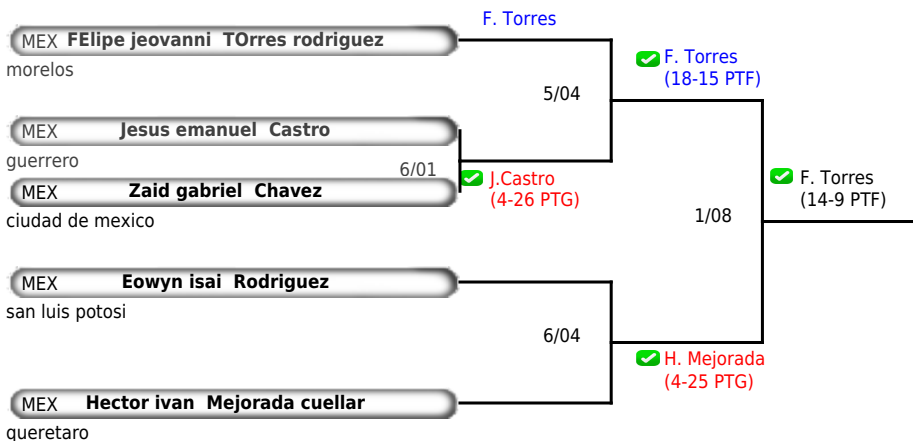 F. Torres
MEX FElipe jeovanni TOrres rodriguez
morelos
F. Torres
(18-15 PTF)
5/04
MEX Jesus emanuel Castro
guerrero
6/01
J.Castro
(4-26 PTG)
MEX Zaid gabriel Chavez
ciudad de mexico
F. Torres
(14-9 PTF)
1/08
MEX Eowyn isai Rodriguez
san luis potosi
6/04
H. Mejorada
(4-25 PTG)
MEX Hector ivan Mejorada cuellar
queretaro